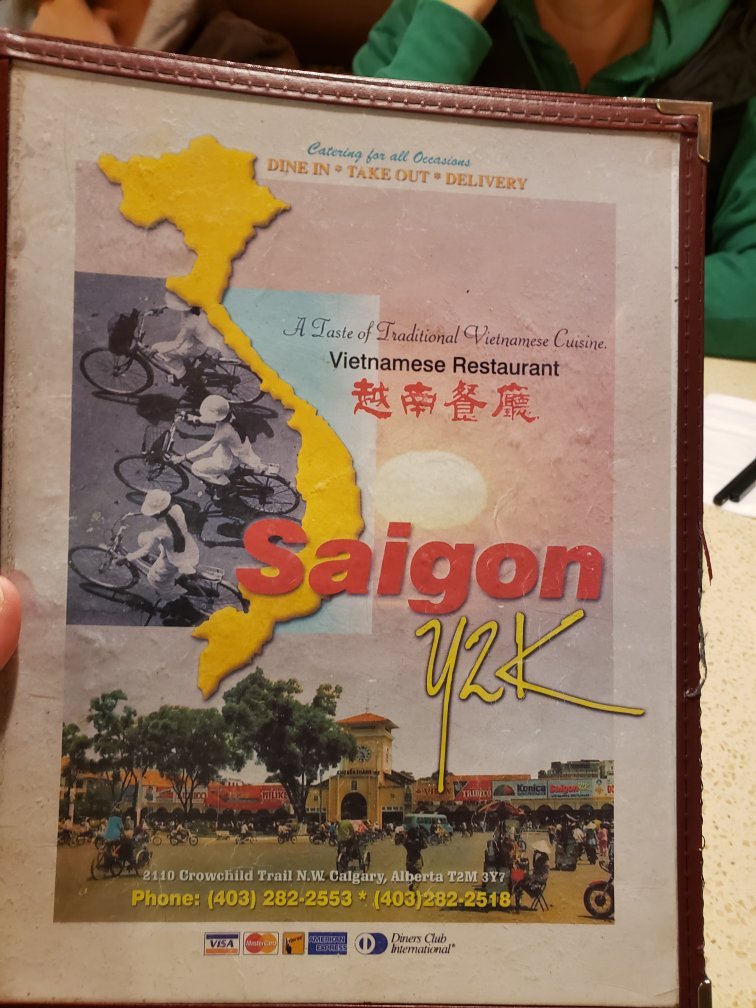 Catering for all Occasions
DINE IN * TAKE OUT * DELIVERY
A Taste of Traditional Vietnamese Cuisine.
Vietnamese Restaurant
越南餐廳
Saigon
Y2K
TRIBECO
Konica
Saigon
2110 Crowchild Trail N.W. Calgary, Alberta T2M 3Y7
Phone: (403) 282-2553 * (403)282-2518
VISA
MasterCard
AMERICAN EXPRESS
Diners Club
International